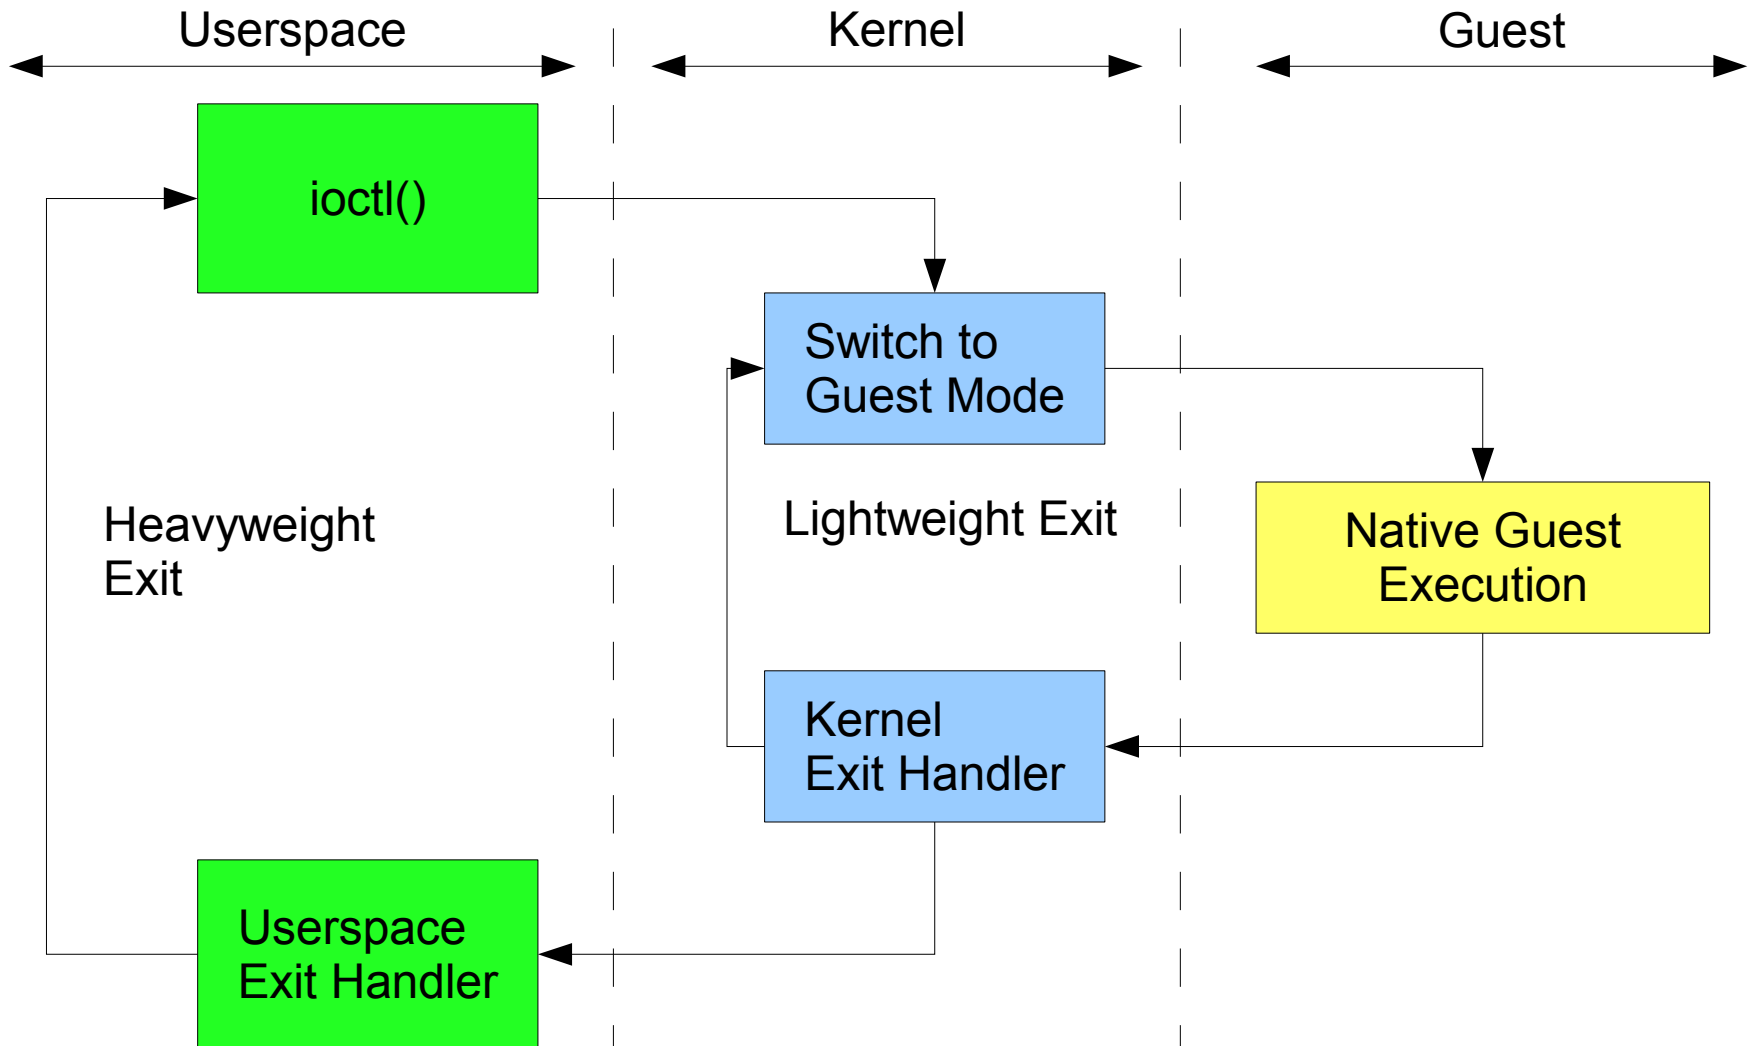 Userspace
Kernel
Guest
ioctl()
Switch to
Guest Mode
Heavyweight
Exit
Lightweight Exit
Native Guest
Execution
Kernel
Exit Handler
Userspace
Exit Handler